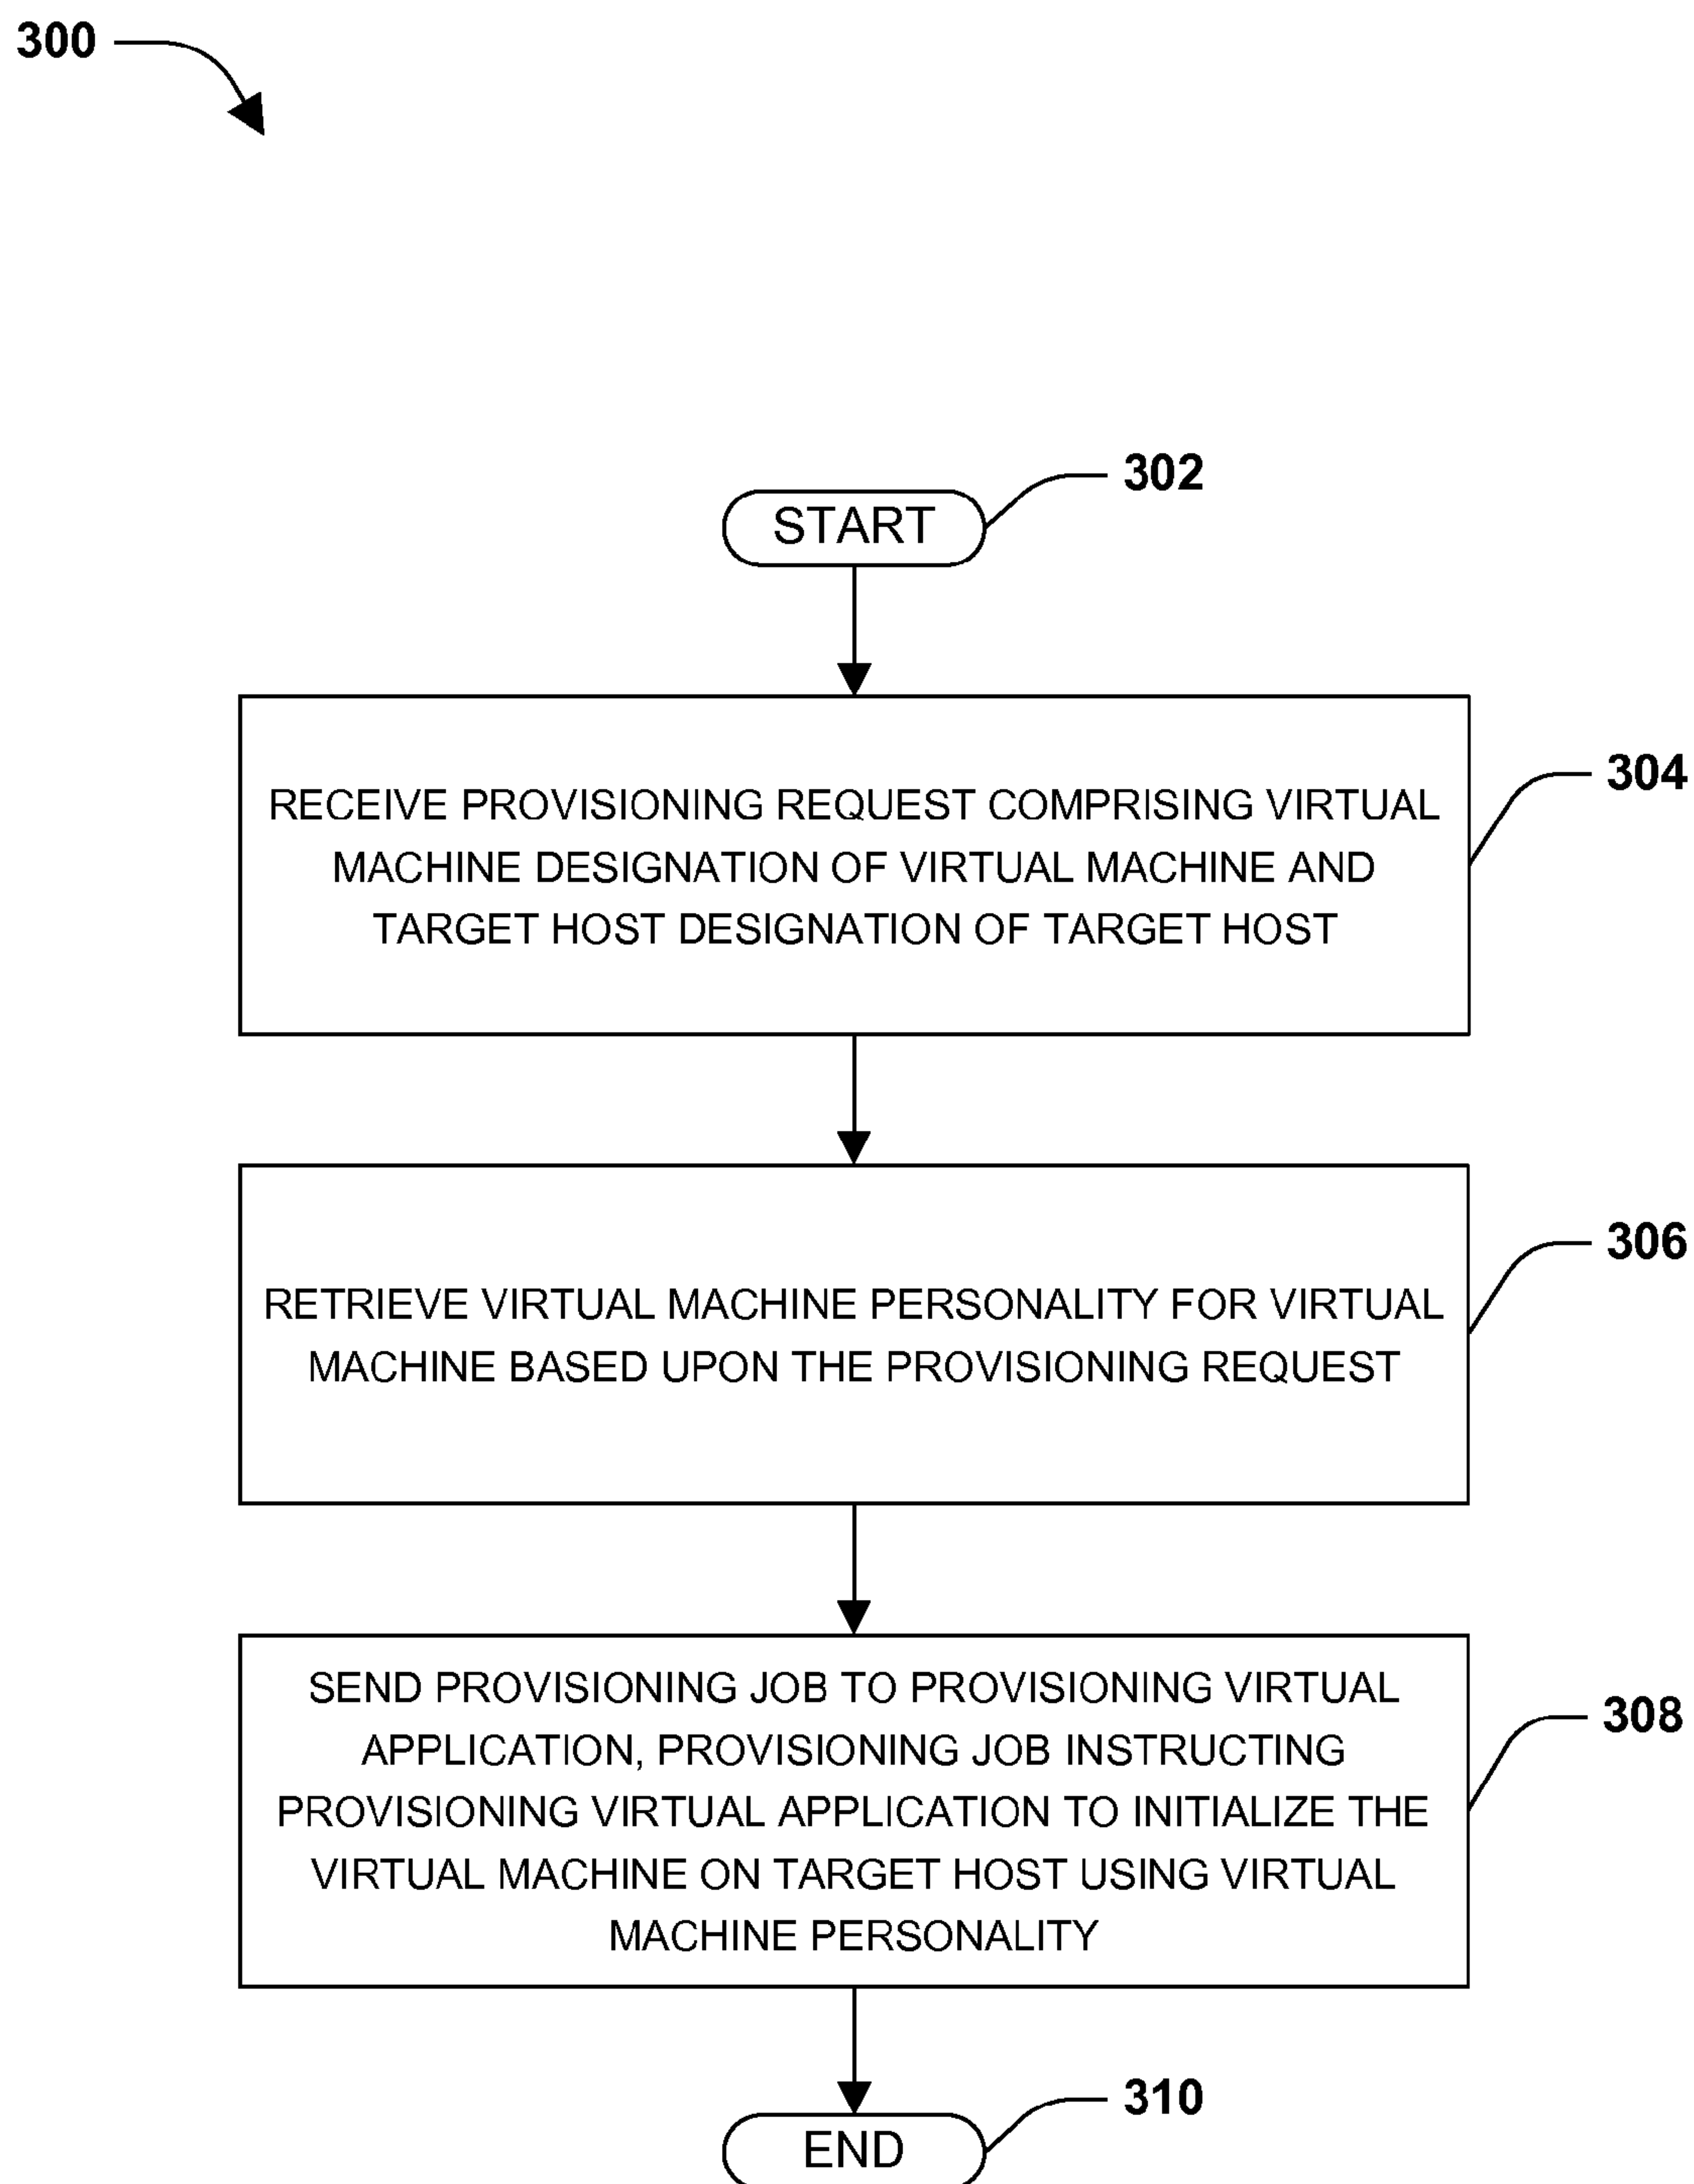 300
302
START
304
RECEIVE PROVISIONING REQUEST COMPRISING VIRTUAL
MACHINE DESIGNATION OF VIRTUAL MACHINE AND
TARGET HOST DESIGNATION OF TARGET HOST
306
RETRIEVE VIRTUAL MACHINE PERSONALITY FOR VIRTUAL
MACHINE BASED UPON THE PROVISIONING REQUEST
308
SEND PROVISIONING JOB TO PROVISIONING VIRTUAL
APPLICATION, PROVISIONING JOB INSTRUCTING
PROVISIONING VIRTUAL APPLICATION TO INITIALIZE THE
VIRTUAL MACHINE ON TARGET HOST USING VIRTUAL
MACHINE PERSONALITY
310
END